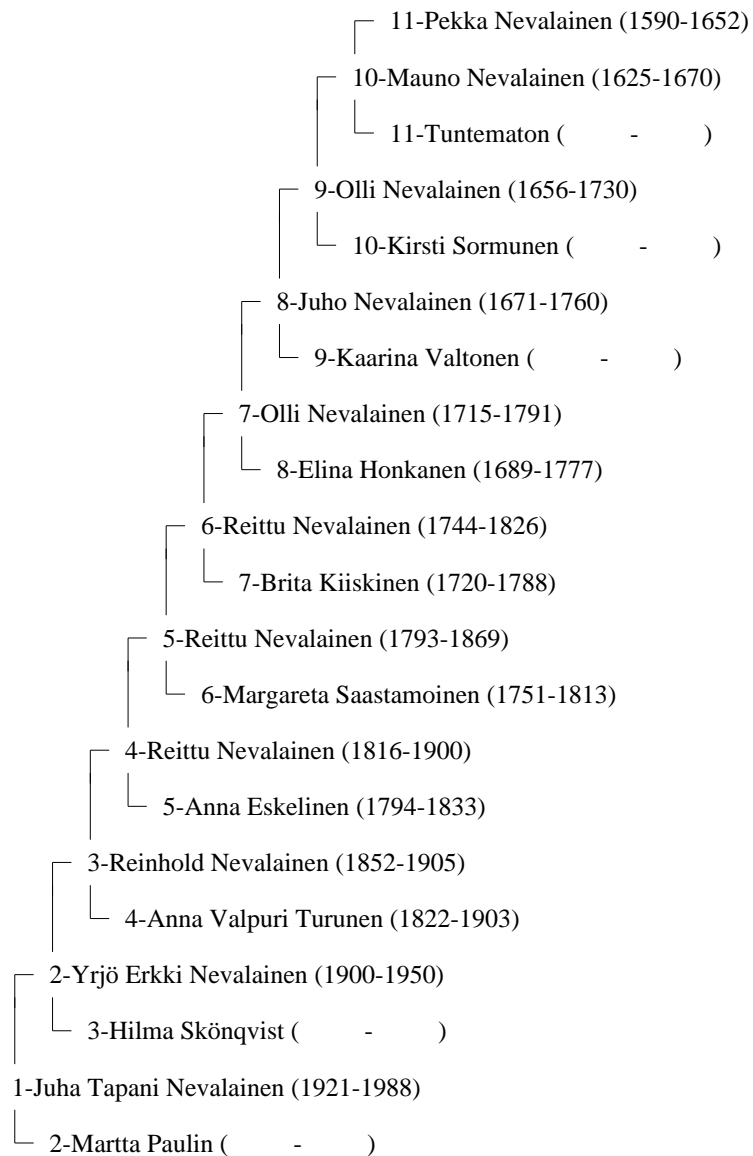 11-Pekka Nevalainen (1590-1652)
10-Mauno Nevalainen (1625-1670)
11-Tuntematon ( - )
9-Olli Nevalainen (1656-1730)
10-Kirsti Sormunen ( - )
8-Juho Nevalainen (1671-1760)
9-Kaarina Valtonen ( - )
7-Olli Nevalainen (1715-1791)
8-Elina Honkanen (1689-1777)
6-Reittu Nevalainen (1744-1826)
7-Brita Kiiskinen (1720-1788)
5-Reittu Nevalainen (1793-1869)
6-Margareta Saastamoinen (1751-1813)
4-Reittu Nevalainen (1816-1900)
5-Anna Eskelinen (1794-1833)
3-Reinhold Nevalainen (1852-1905)
4-Anna Valpuri Turunen (1822-1903)
2-Yrjö Erkki Nevalainen (1900-1950)
3-Hilma Skönqvist ( - )
1-Juha Tapani Nevalainen (1921-1988)
2-Martta Paulin ( - )